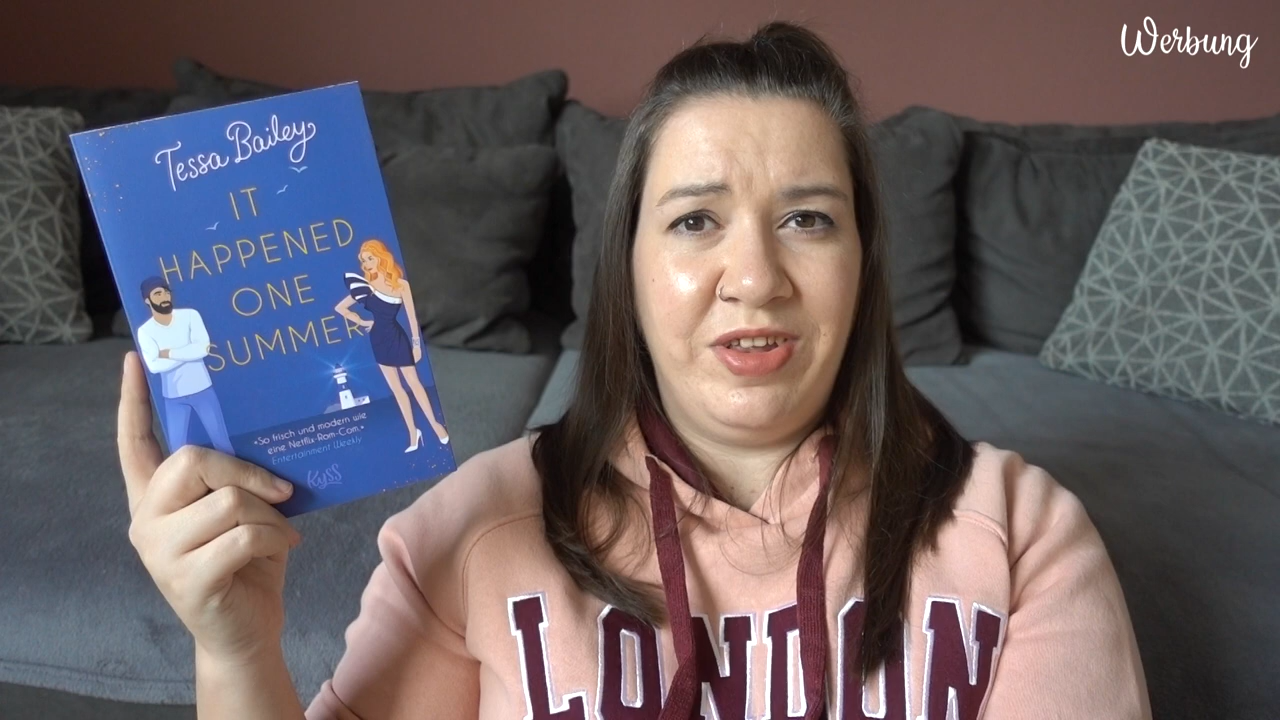 Werbung
Tessa Bailey
IT
HAPPENED
ONE
SUMMER
»So frisch und modern wie
eine Netflix-Rom-Com.«
Entertainment Weekly
Kyss
LONDON